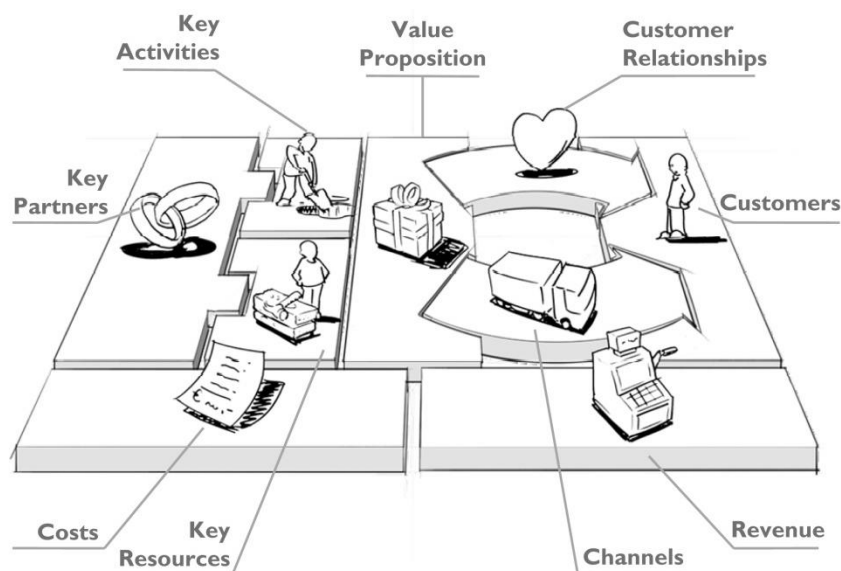 Key
Activities
Value
Proposition
Customer
Relationships
Key
Partners
Customers
Costs
Key
Resources
Channels
Revenue